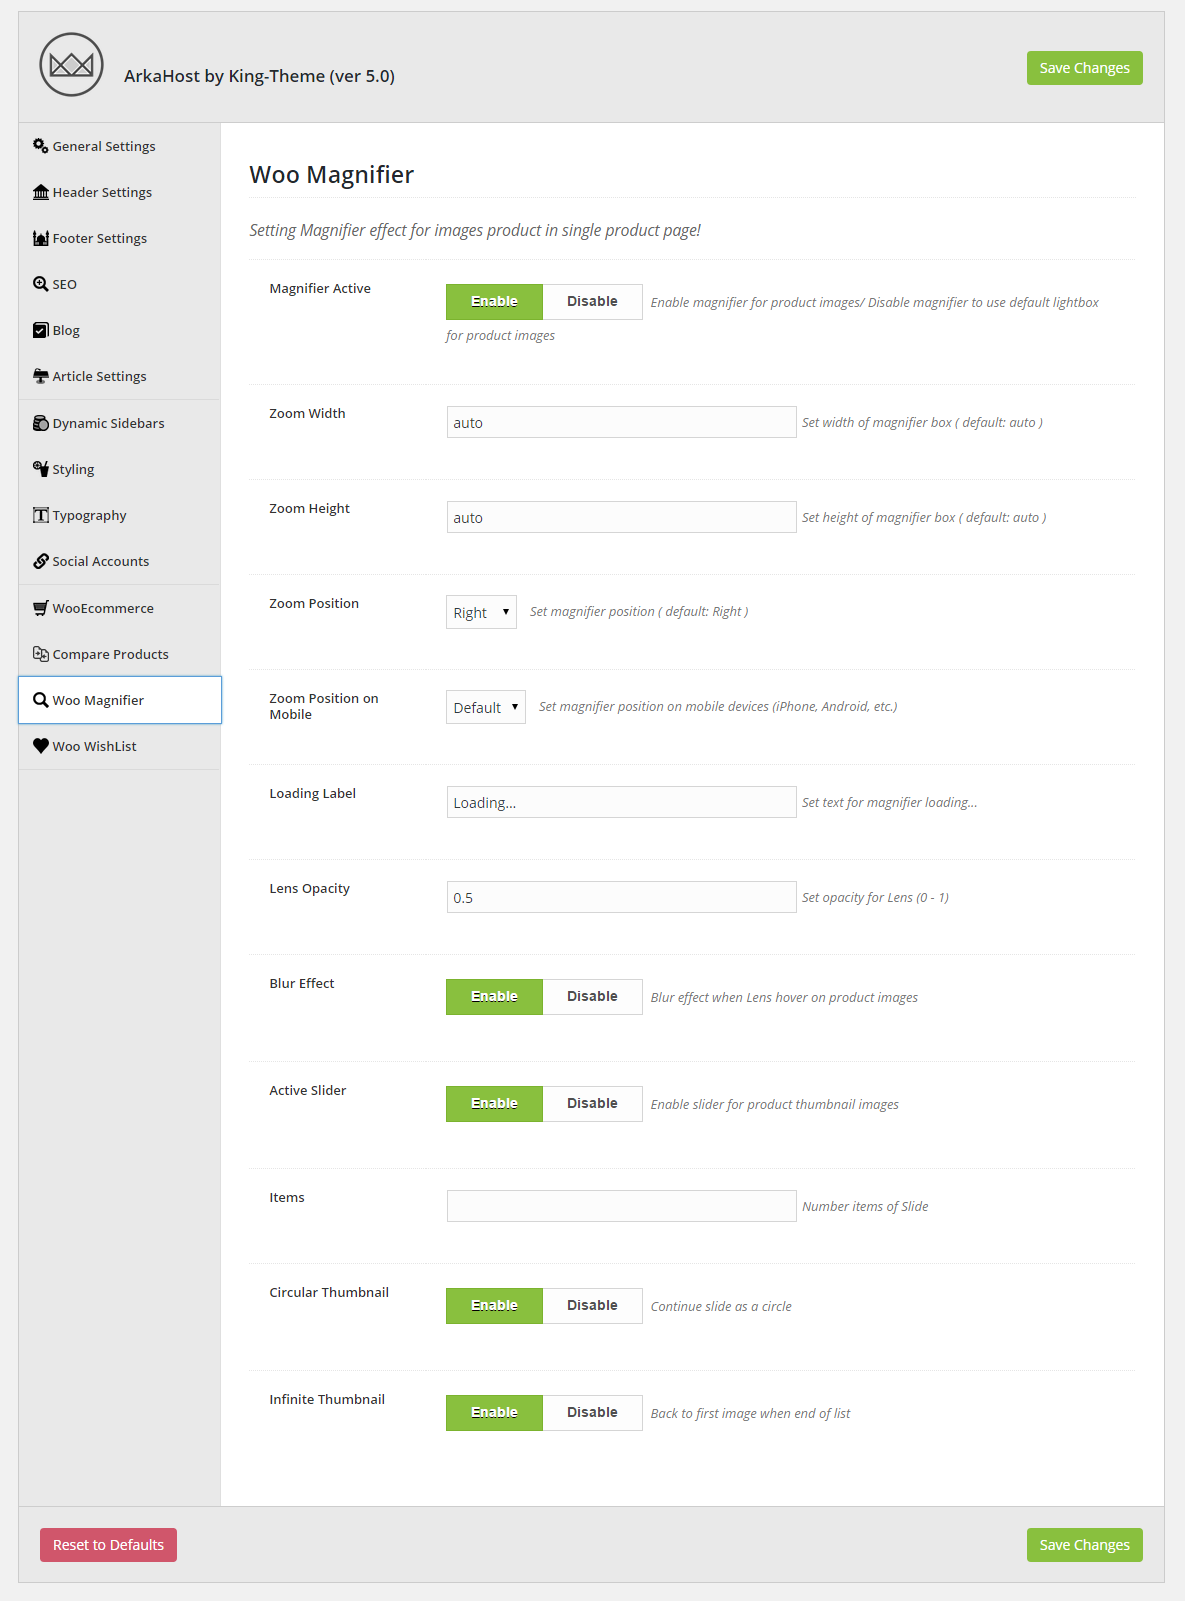 ArkaHost by King-Theme (ver 5.0)
Save Changes
General Settings
Header Settings
Footer Settings
SEO
Blog
Article Settings
Dynamic Sidebars
Styling
Typography
Social Accounts
WooEcommerce
Compare Products
Woo Magnifier
Woo WishList
Woo Magnifier
Setting Magnifier effect for images product in single product page!
Magnifier Active
Enable Disable Enable magnifier for product images/ Disable magnifier to use default lightbox
for product images
Zoom Width
auto Set width of magnifier box ( default: auto )
Zoom Height
auto Set height of magnifier box ( default: auto )
Zoom Position
Right Set magnifier position ( default: Right )
Zoom Position on
Mobile
Default Set magnifier position on mobile devices (iPhone, Android, etc.)
Loading Label
Loading... Set text for magnifier loading...
Lens Opacity
0.5 Set opacity for Lens (0 - 1)
Blur Effect
Enable Disable Blur effect when Lens hover on product images
Active Slider
Enable Disable Enable slider for product thumbnail images
Items
Number items of Slide
Circular Thumbnail
Enable Disable Continue slide as a circle
Infinite Thumbnail
Enable Disable Back to first image when end of list
Reset to Defaults
Save Changes